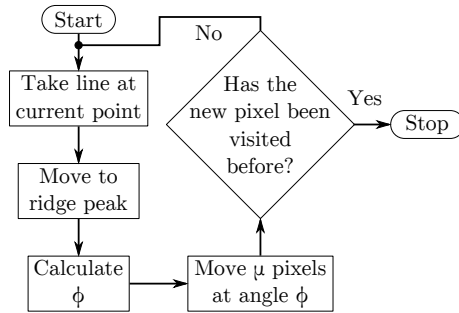 Start
Take line at
current point
Move to
ridge peak
Calculate
ϕ
Move μ pixels
at angle ϕ
Has the
new pixel been
visited
before?
No
Yes
Stop